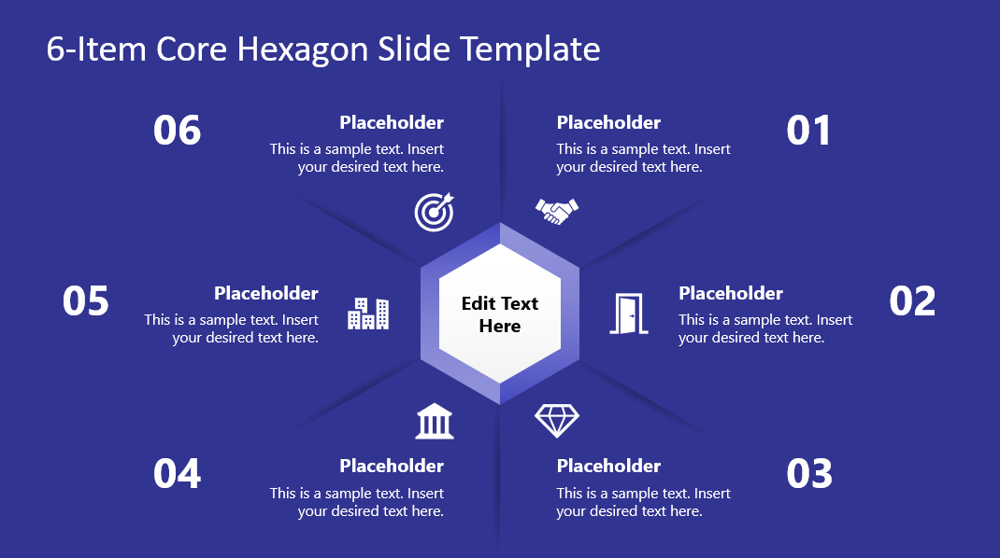 6-Item Core Hexagon Slide Template
01
Placeholder
This is a sample text. Insert
your desired text here.
02
Placeholder
This is a sample text. Insert
your desired text here.
03
Placeholder
This is a sample text. Insert
your desired text here.
04
Placeholder
This is a sample text. Insert
your desired text here.
05
Placeholder
This is a sample text. Insert
your desired text here.
06
Placeholder
This is a sample text. Insert
your desired text here.
Edit Text
Here